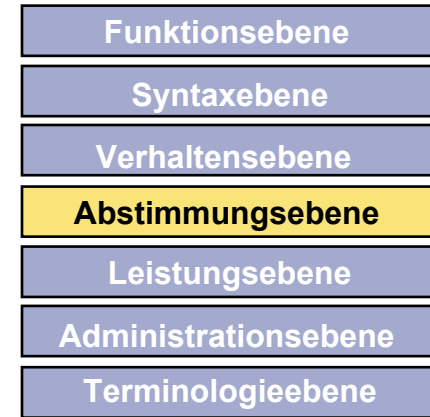 Funktionsebene
Syntaxebene
Verhaltensebene
Abstimmungsebene
Leistungsebene
Administrationsebene
Terminologieebene